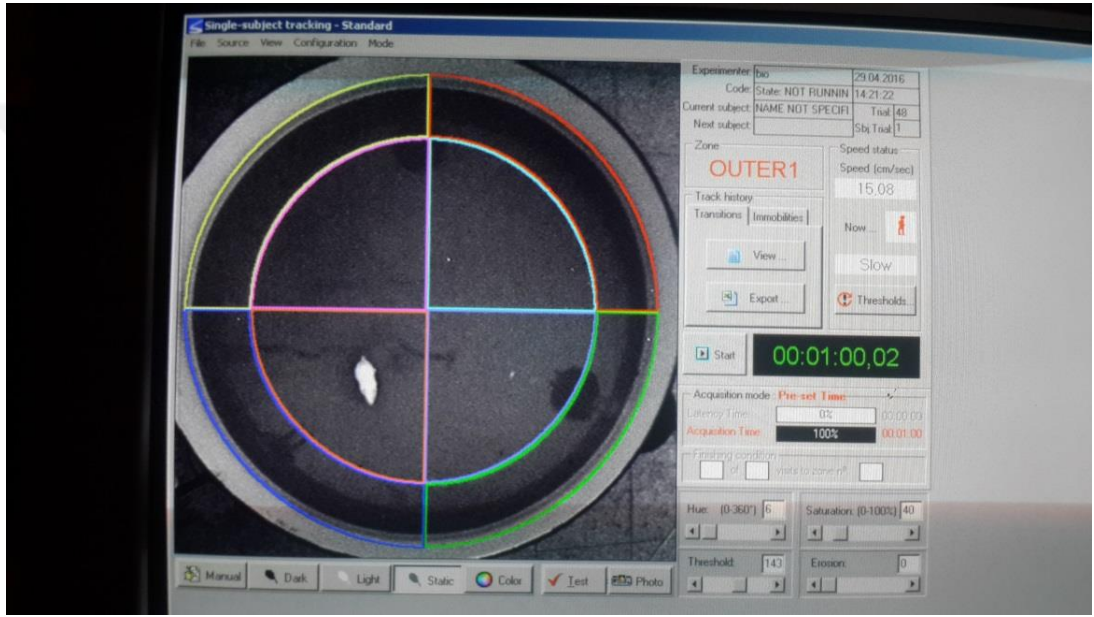 Single-subject tracking - Standard
File Source View Configuration Mode
Experimenter: bio 29.04.2016
Code: State: NOT RUNNIN 14:21:22
Current subject: NAME NOT SPECIFI Trial: 48
Next subject: Sbj.Trial: 1
Zone
OUTER1
Speed status
Speed (cm/sec)
15,08
Now ...
Slow
Thresholds...
Track history
Transitions Immobilities
View ...
Export ...
Start
00:01:00,02
Acquisition mode : Pre-set Time
Latency Time: 0% 00:00:00
Acquisition Time: 100% 00:01:00
Finishing condition
of visits to zone n°
Hue: (0-360°) 6
Saturation: (0-100%) 40
Threshold: 143
Erosion: 0
Manual Dark Light Static Color Test Photo